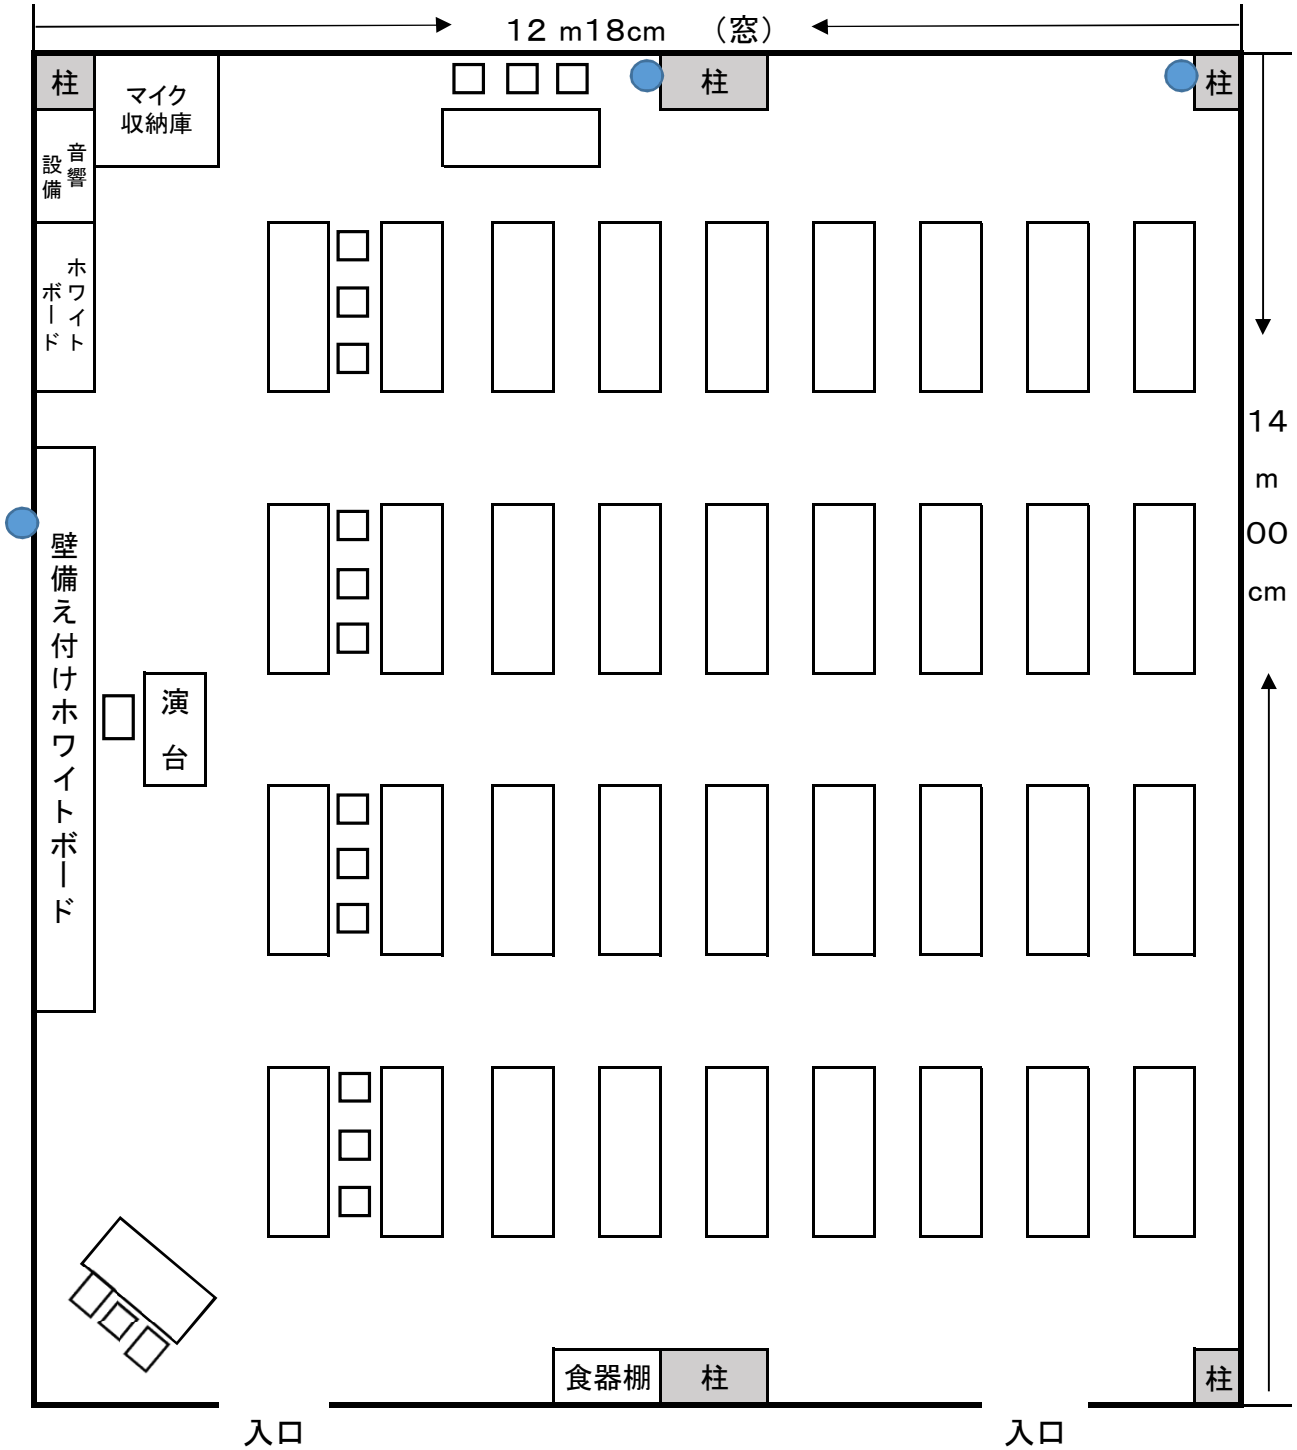 12 m18cm （窓）
柱
マイク
収納庫
柱
柱
音響
設備
ホワイト
ボード
14
m
00
cm
壁備え付けホワイトボード
演
台
食器棚
柱
柱
入口
入口